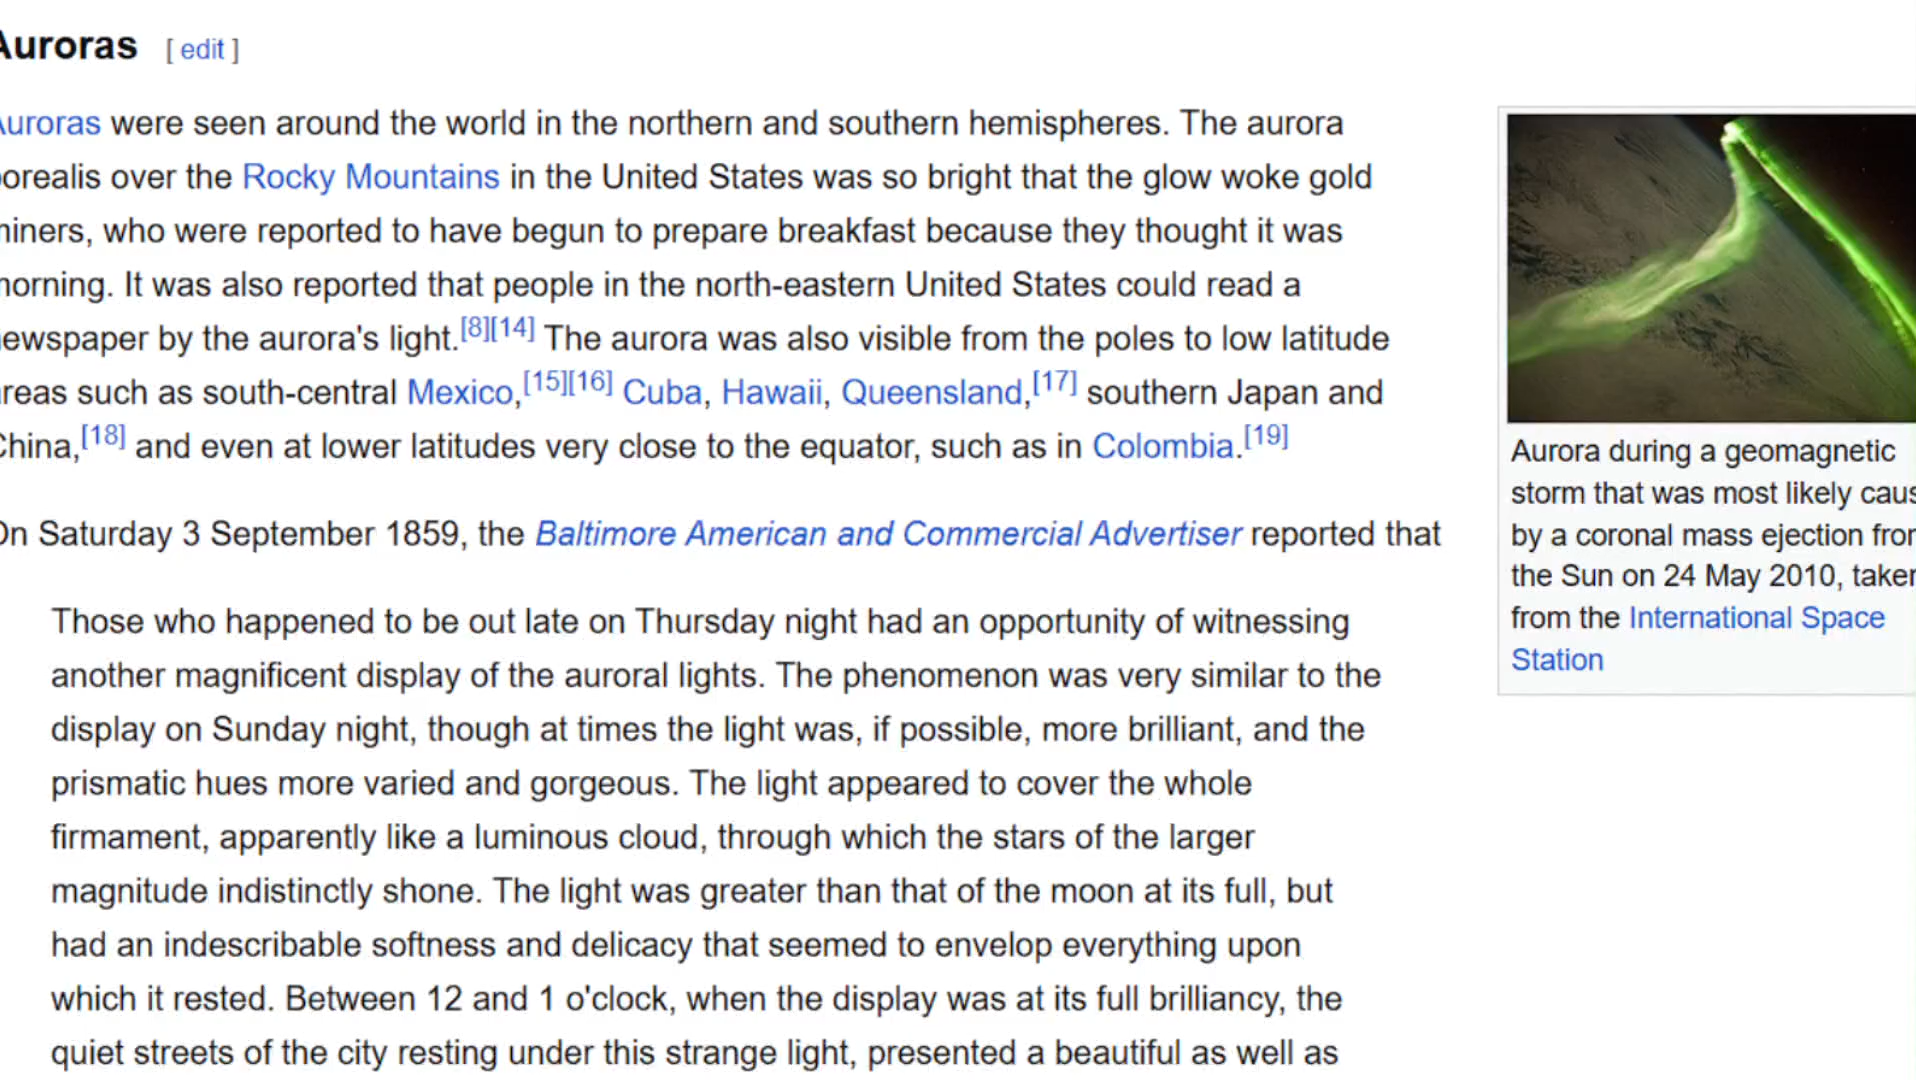 Auroras [ edit ]
Auroras were seen around the world in the northern and southern hemispheres. The aurora
borealis over the Rocky Mountains in the United States was so bright that the glow woke gold
miners, who were reported to have begun to prepare breakfast because they thought it was
morning. It was also reported that people in the north-eastern United States could read a
newspaper by the aurora's light.[8][14] The aurora was also visible from the poles to low latitude
areas such as south-central Mexico,[15][16] Cuba, Hawaii, Queensland,[17] southern Japan and
China,[18] and even at lower latitudes very close to the equator, such as in Colombia.[19]
On Saturday 3 September 1859, the Baltimore American and Commercial Advertiser reported that
Those who happened to be out late on Thursday night had an opportunity of witnessing
another magnificent display of the auroral lights. The phenomenon was very similar to the
display on Sunday night, though at times the light was, if possible, more brilliant, and the
prismatic hues more varied and gorgeous. The light appeared to cover the whole
firmament, apparently like a luminous cloud, through which the stars of the larger
magnitude indistinctly shone. The light was greater than that of the moon at its full, but
had an indescribable softness and delicacy that seemed to envelop everything upon
which it rested. Between 12 and 1 o'clock, when the display was at its full brilliancy, the
quiet streets of the city resting under this strange light, presented a beautiful as well as
Aurora during a geomagnetic
storm that was most likely caus
by a coronal mass ejection from
the Sun on 24 May 2010, taken
from the International Space
Station